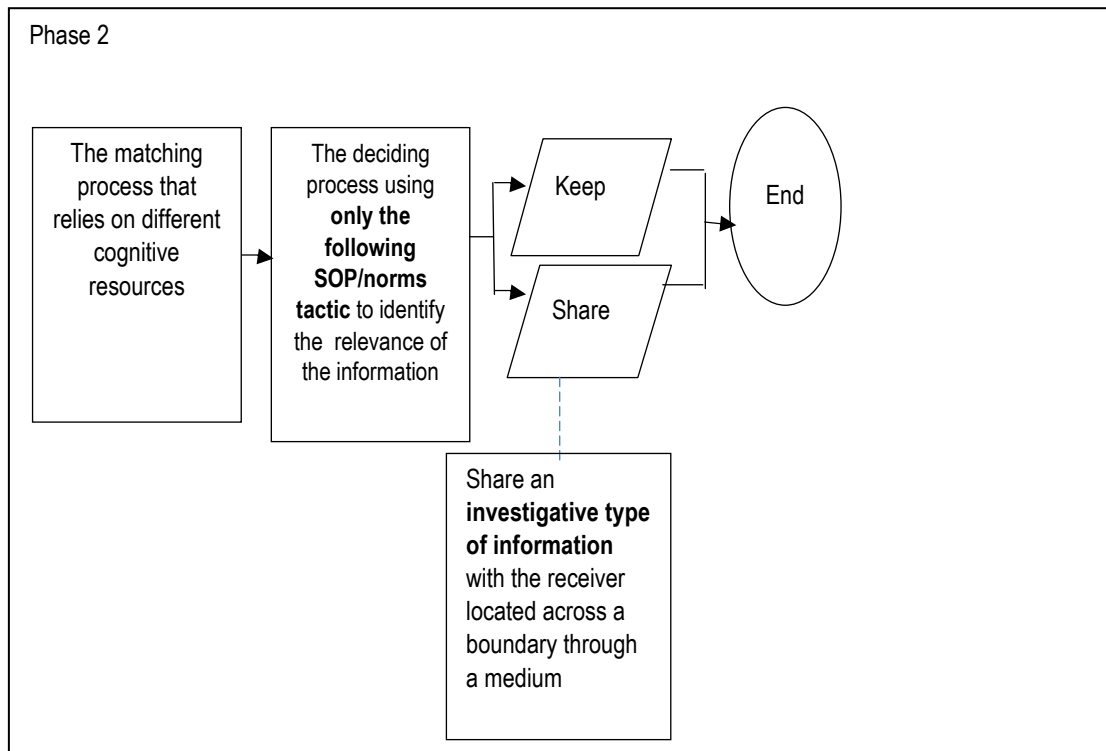 Phase 2
The matching
process that
relies on different
cognitive
resources
The deciding
process using
only the
following
SOP/norms
tactic to identify
the relevance of
the information
Keep
Share
End
Share an
investigative type
of information
with the receiver
located across a
boundary through
a medium